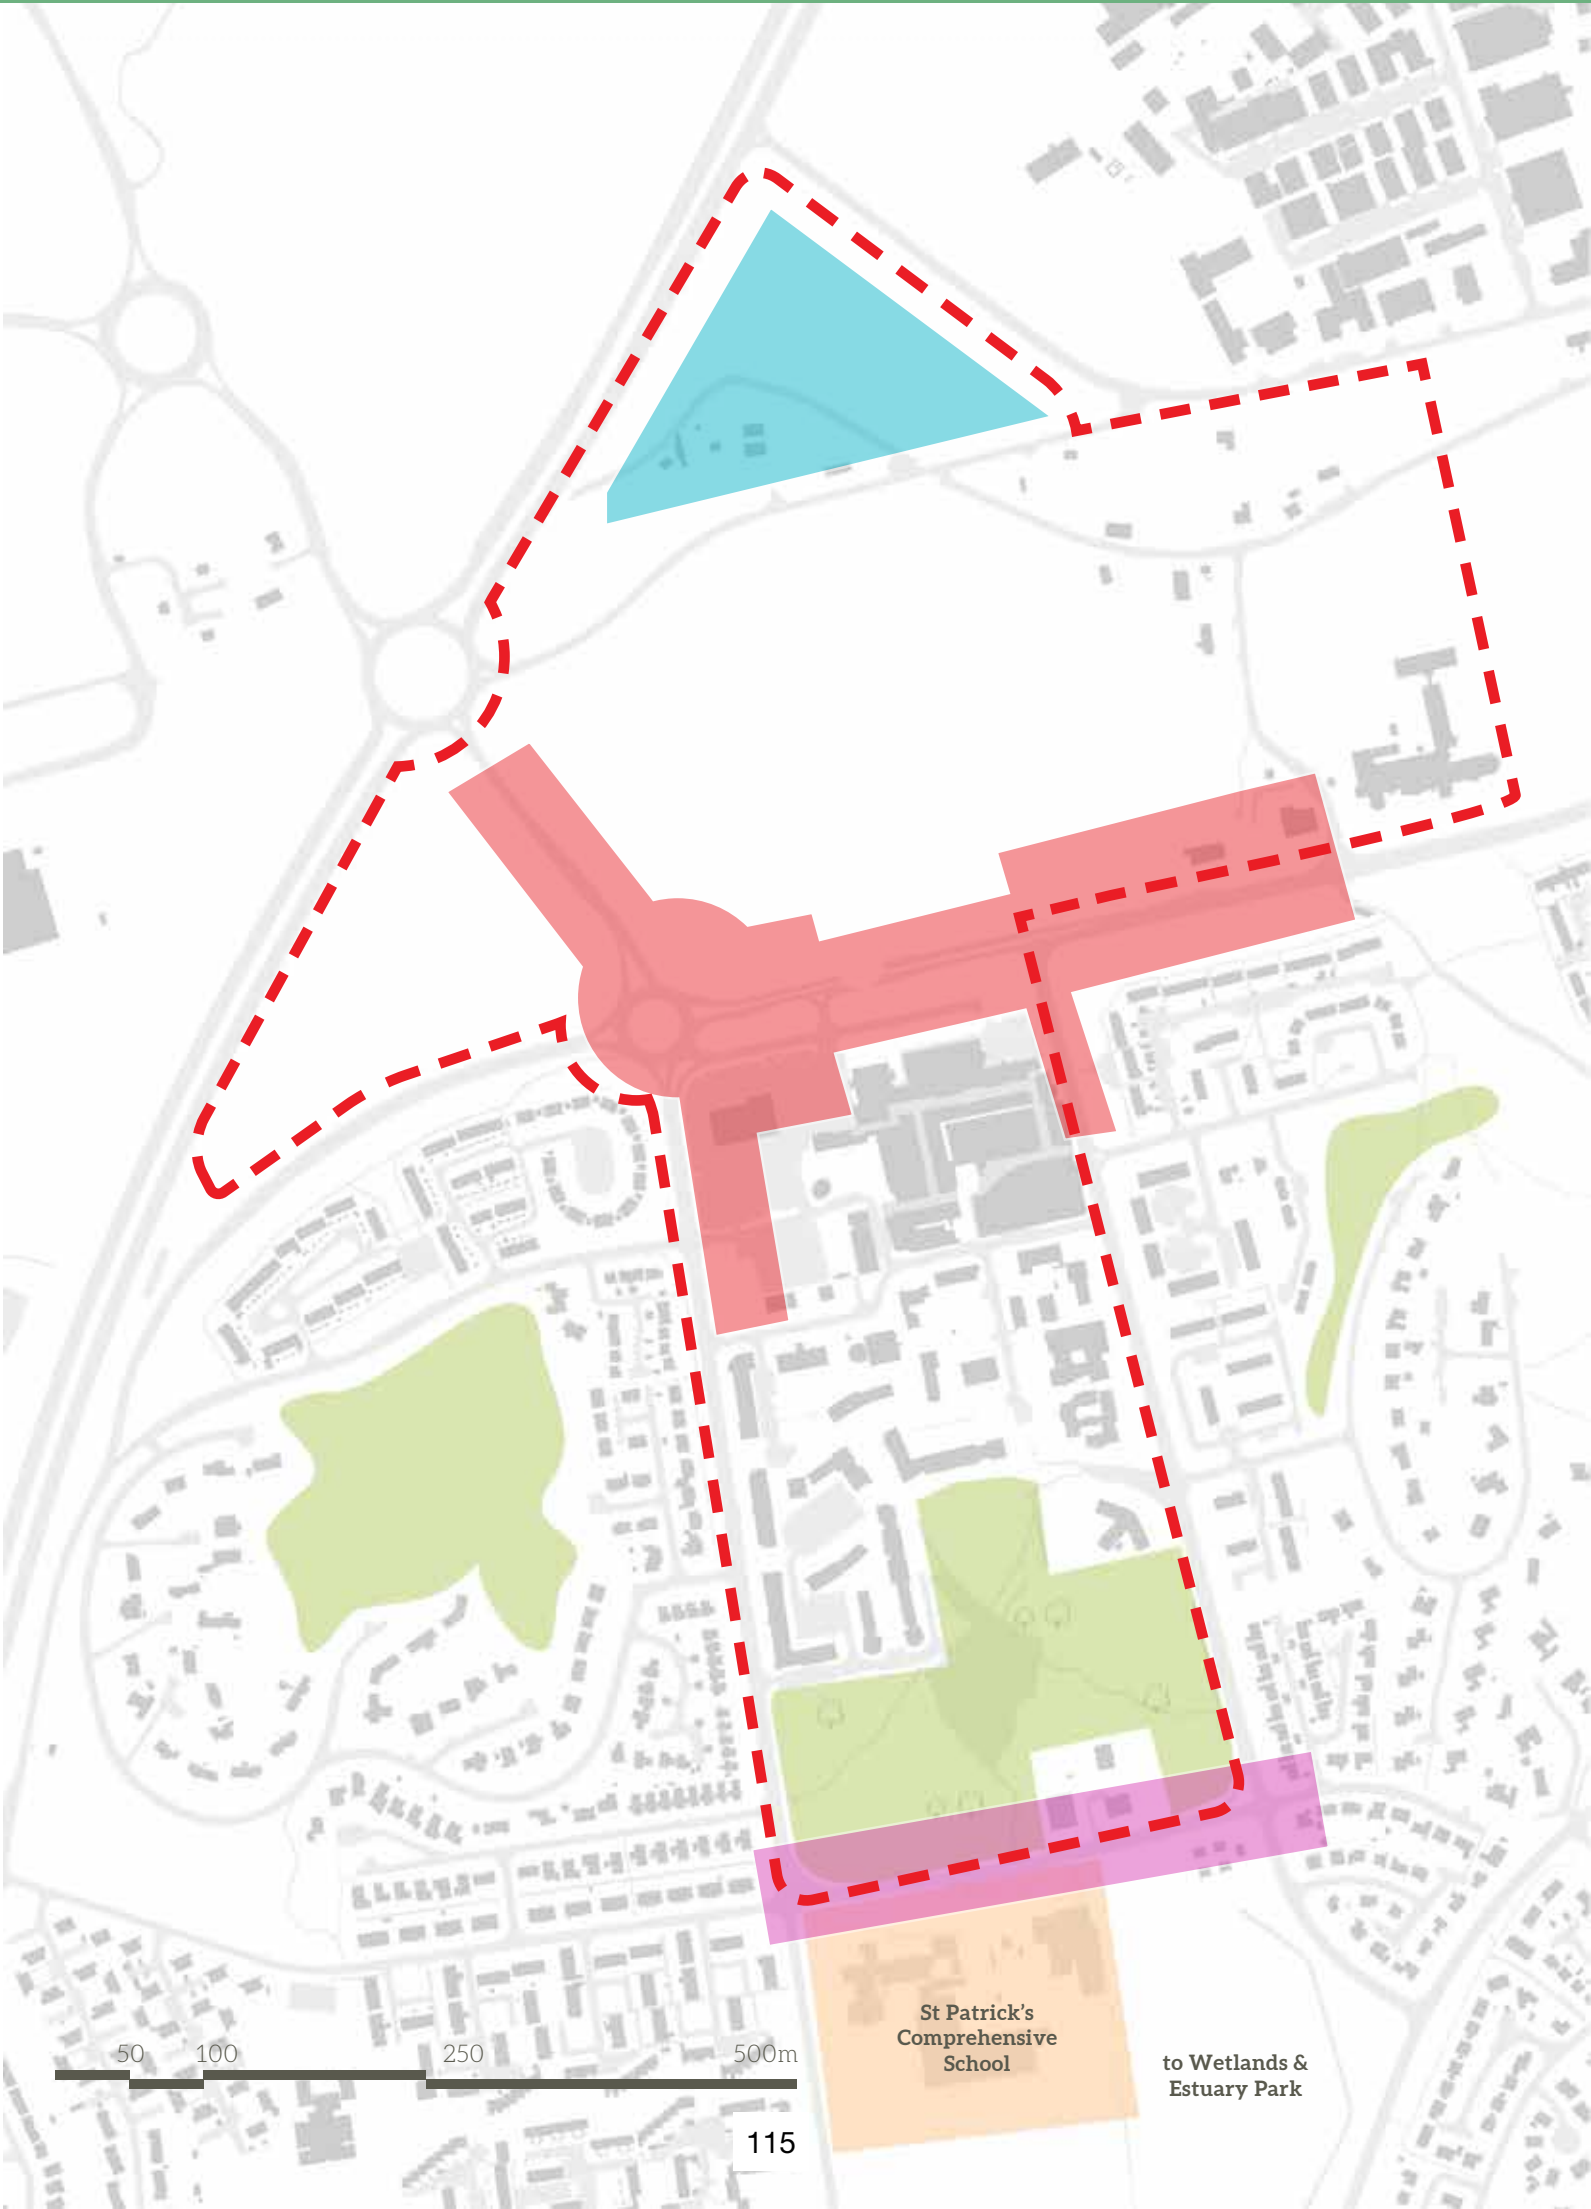 St Patrick's
Comprehensive
School
to Wetlands &
Estuary Park
50 100 250 500m
115